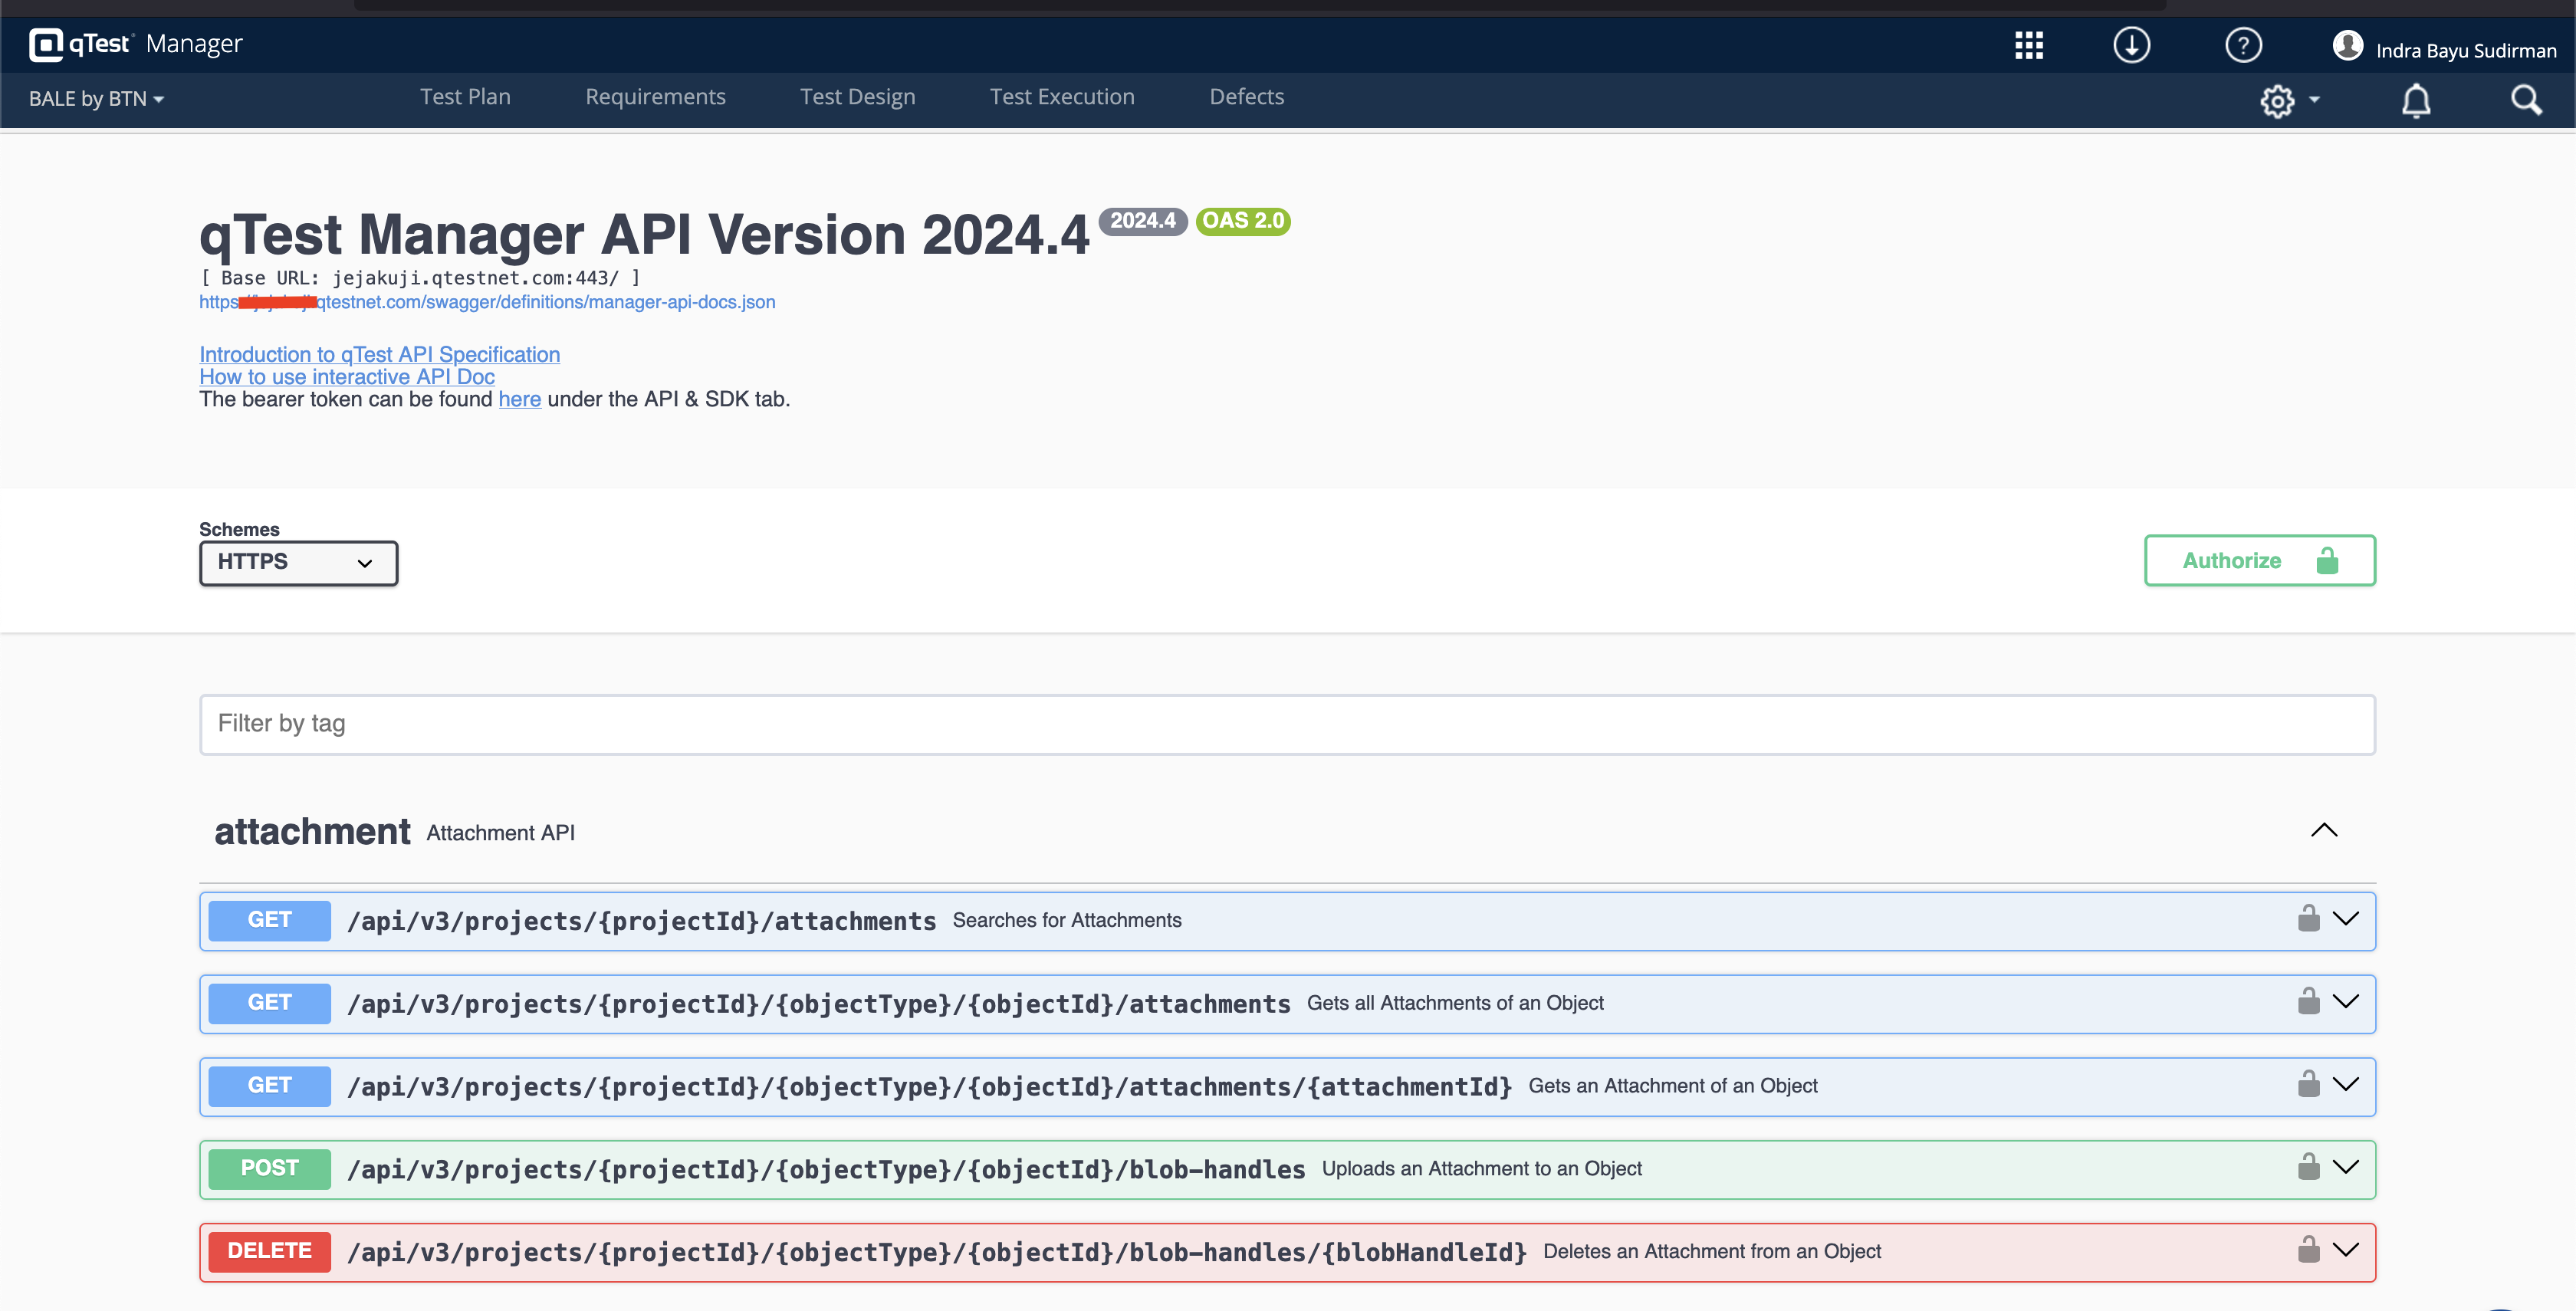 qTest Manager
Indra Bayu Sudirman
BALE by BTN
Test Plan
Requirements
Test Design
Test Execution
Defects
qTest Manager API Version 2024.4 2024.4 OAS 2.0
[ Base URL: jejakuji.qtestnet.com:443/ ]
https qtestnet.com/swagger/definitions/manager-api-docs.json
Introduction to qTest API Specification
How to use interactive API Doc
The bearer token can be found here under the API & SDK tab.
Schemes
HTTPS
Authorize
Filter by tag
attachment Attachment API
GET /api/v3/projects/{projectId}/attachments Searches for Attachments
GET /api/v3/projects/{projectId}/{objectType}/{objectId}/attachments Gets all Attachments of an Object
GET /api/v3/projects/{projectId}/{objectType}/{objectId}/attachments/{attachmentId} Gets an Attachment of an Object
POST /api/v3/projects/{projectId}/{objectType}/{objectId}/blob-handles Uploads an Attachment to an Object
DELETE /api/v3/projects/{projectId}/{objectType}/{objectId}/blob-handles/{blobHandleId} Deletes an Attachment from an Object